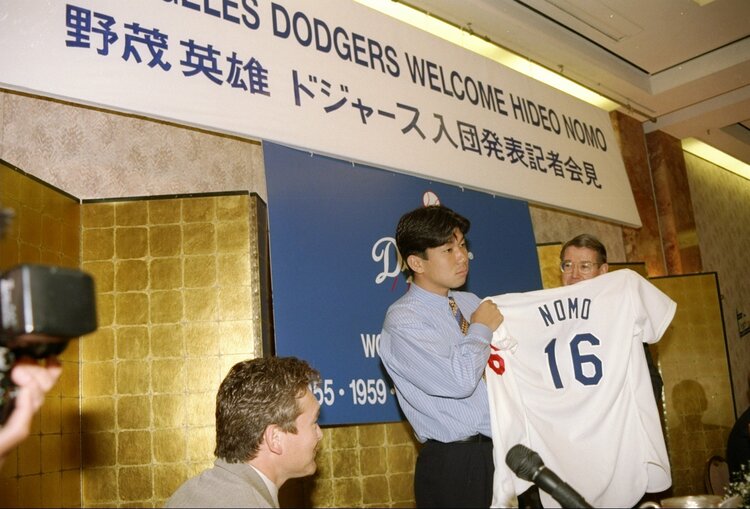 ANGELES DODGERS WELCOME HIDEO NOMO
野茂英雄 ドジャース入団発表記者会見
NOMO
16
1959